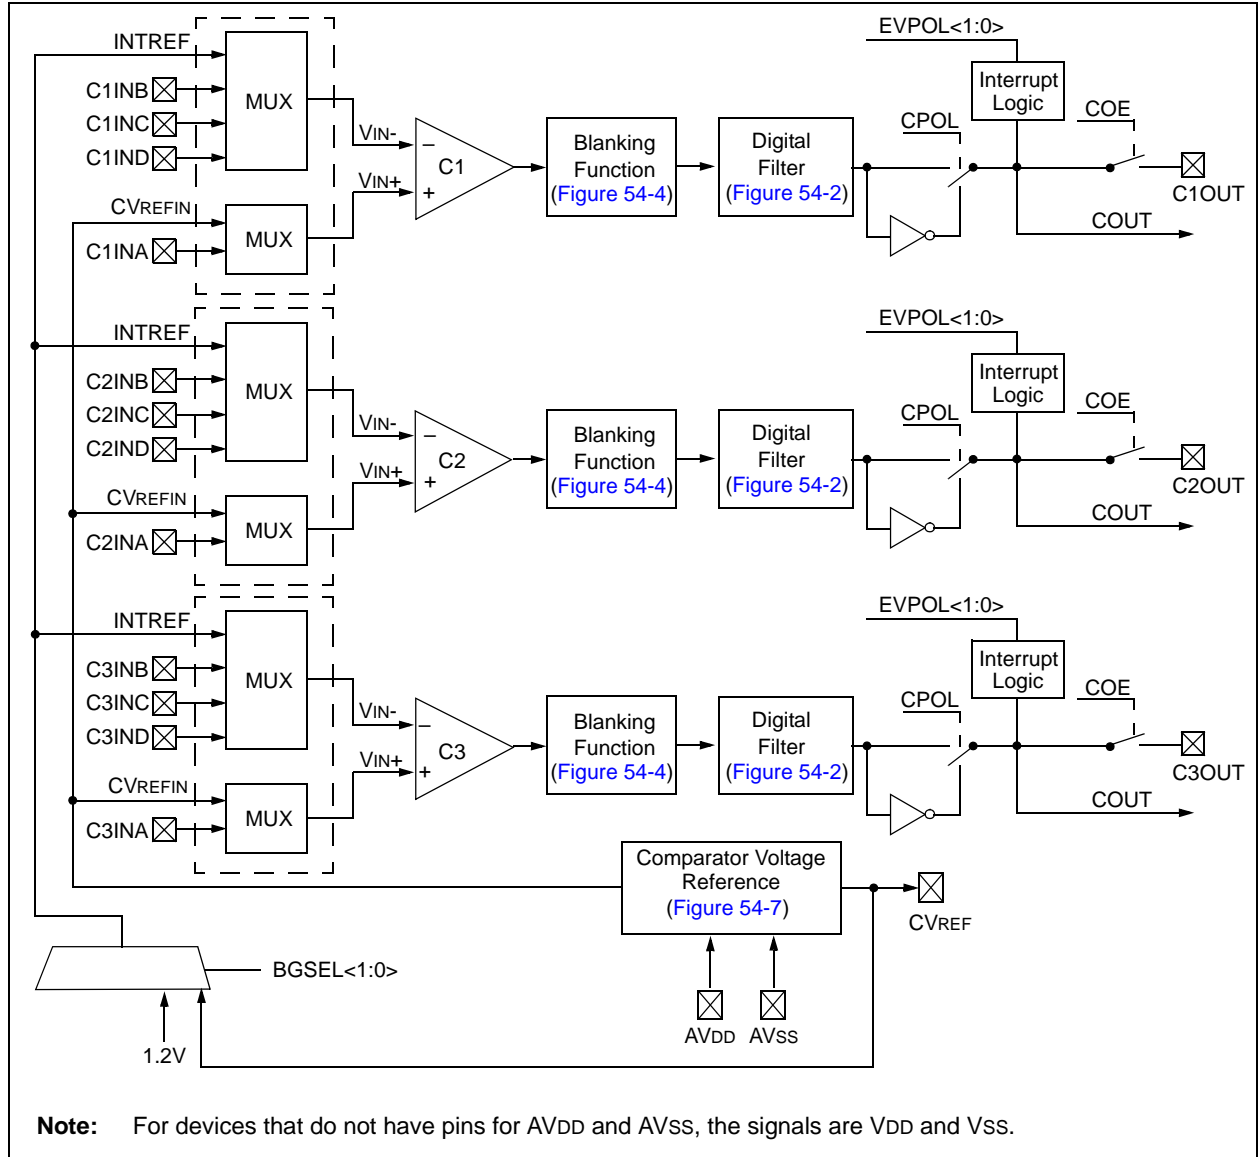 INTREF
C1INB
C1INC
C1IND
MUX
CVREFIN
C1INA
MUX
VIN-
VIN+
–
C1
+
Blanking
Function
(Figure 54-4)
Digital
Filter
(Figure 54-2)
EVPOL<1:0>
Interrupt
Logic
CPOL
COE
C1OUT
COUT
INTREF
C2INB
C2INC
C2IND
MUX
CVREFIN
C2INA
MUX
VIN-
VIN+
–
C2
+
Blanking
Function
(Figure 54-4)
Digital
Filter
(Figure 54-2)
EVPOL<1:0>
Interrupt
Logic
CPOL
COE
C2OUT
COUT
INTREF
C3INB
C3INC
C3IND
MUX
CVREFIN
C3INA
MUX
VIN-
VIN+
–
C3
+
Blanking
Function
(Figure 54-4)
Digital
Filter
(Figure 54-2)
EVPOL<1:0>
Interrupt
Logic
CPOL
COE
C3OUT
COUT
Comparator Voltage
Reference
(Figure 54-7)
CVREF
BGSEL<1:0>
AVDD AVSS
1.2V
Note: For devices that do not have pins for AVDD and AVSS, the signals are VDD and VSS.